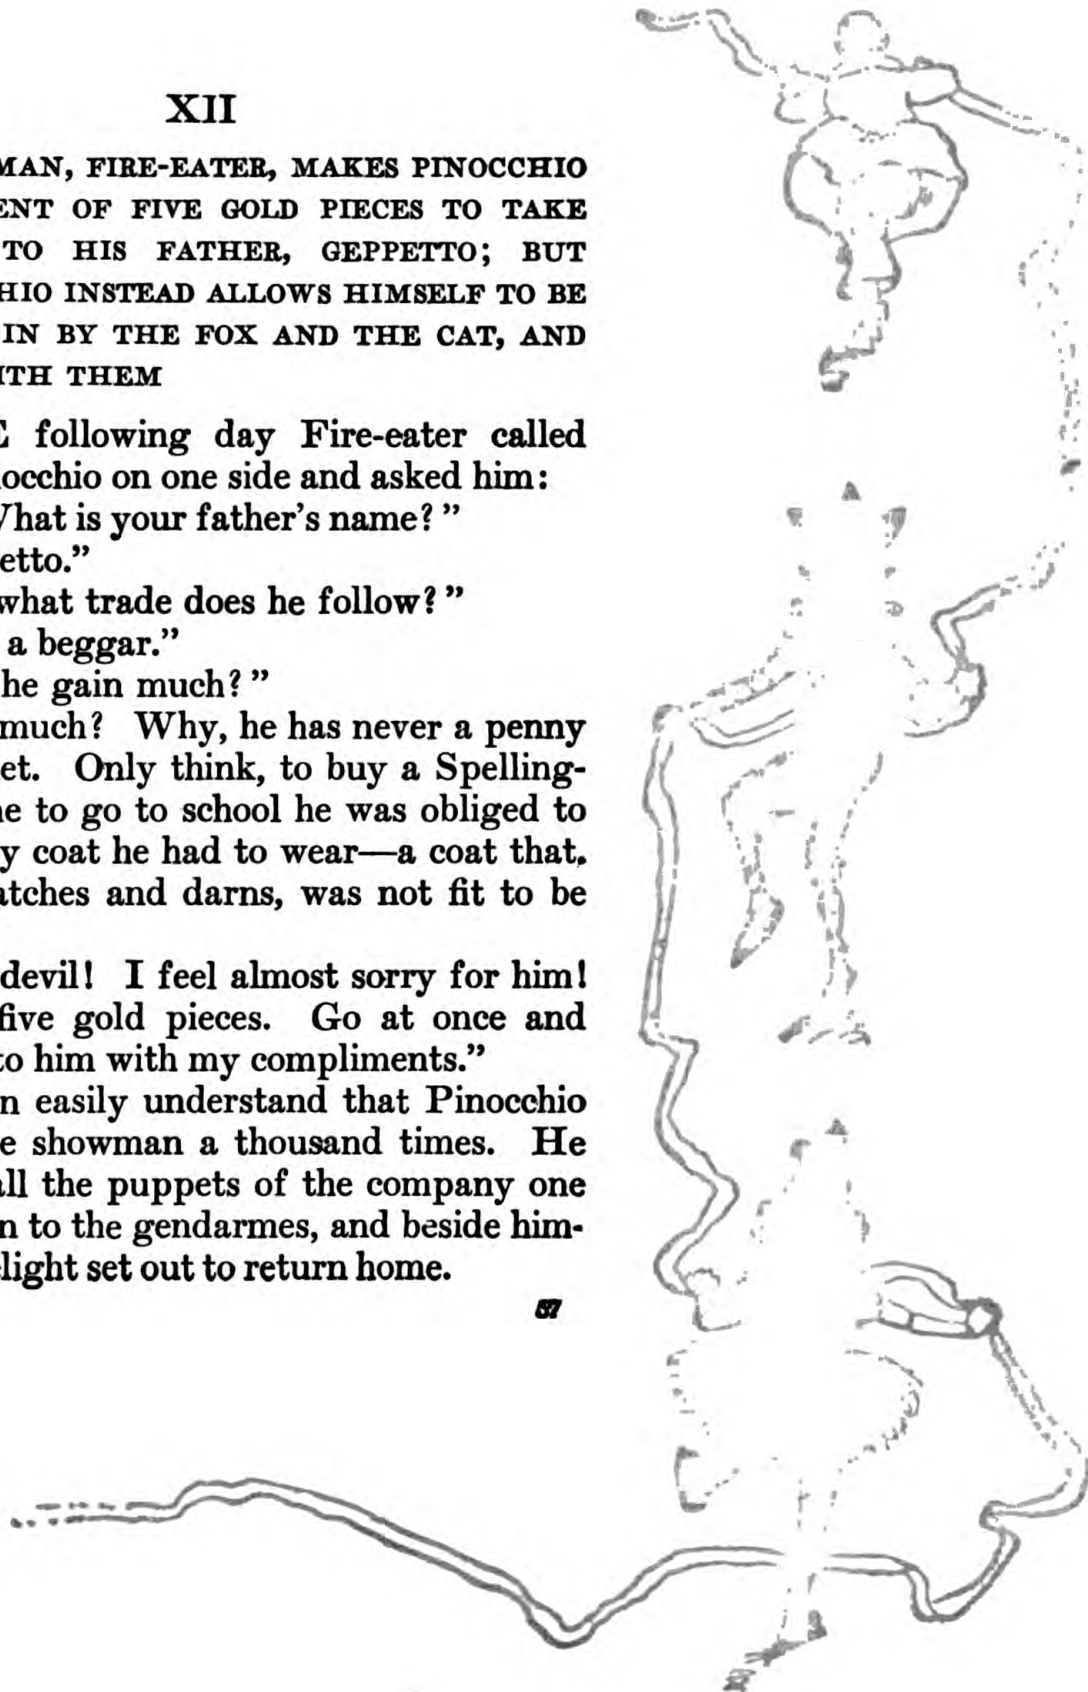 XII
MAN, FIRE-EATER, MAKES PINOCCHIO
ENT OF FIVE GOLD PIECES TO TAKE
TO HIS FATHER, GEPPETTO; BUT
HIO INSTEAD ALLOWS HIMSELF TO BE
IN BY THE FOX AND THE CAT, AND
ITH THEM
E following day Fire-eater called
nocchio on one side and asked him:
What is your father's name?"
etto."
what trade does he follow?"
a beggar."
he gain much?"
much? Why, he has never a penny
et. Only think, to buy a Spelling-
ne to go to school he was obliged to
y coat he had to wear—a coat that,
atches and darns, was not fit to be
devil! I feel almost sorry for him!
five gold pieces. Go at once and
to him with my compliments."
n easily understand that Pinocchio
e showman a thousand times. He
all the puppets of the company one
n to the gendarmes, and beside him-
light set out to return home.
57